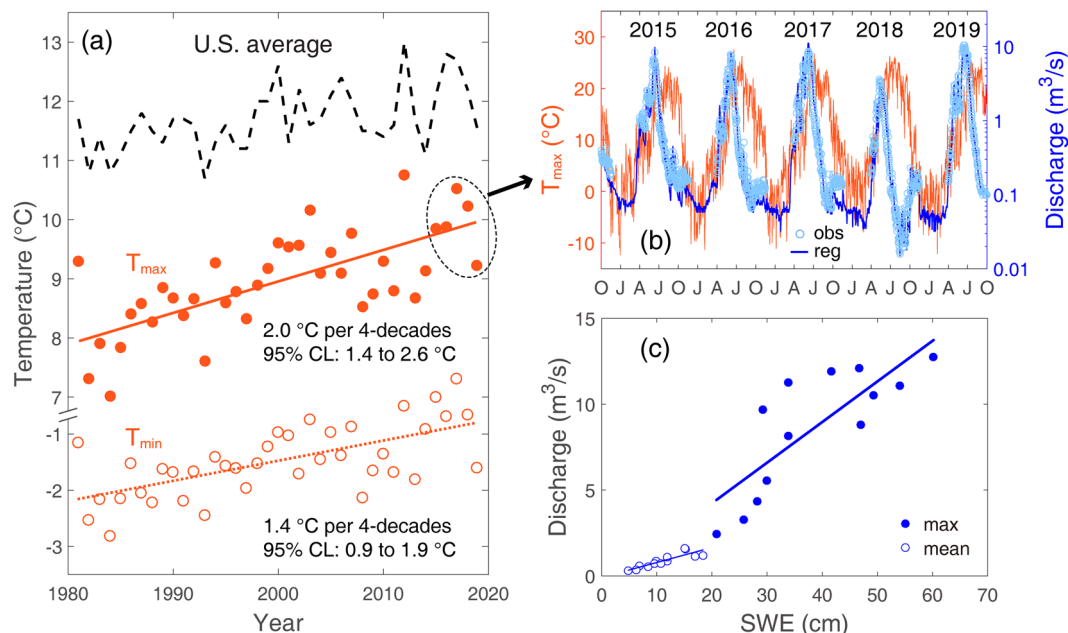 (a)
U.S. average
13
12
11
10
9
8
7
-1
-2
-3
Temperature (°C)
Tmax
2.0 °C per 4-decades
95% CL: 1.4 to 2.6 °C
Tmin
1.4 °C per 4-decades
95% CL: 0.9 to 1.9 °C
1980 1990 2000 2010 2020
Year
2015 2016 2017 2018 2019
30
20
10
0
-10
Tmax (°C)
10
1
0.1
0.01
Discharge (m³/s)
(b)
obs
reg
O J A J O J A J O J A J O J A J O J A J O
(c)
15
10
5
0
Discharge (m³/s)
max
mean
0 10 20 30 40 50 60 70
SWE (cm)